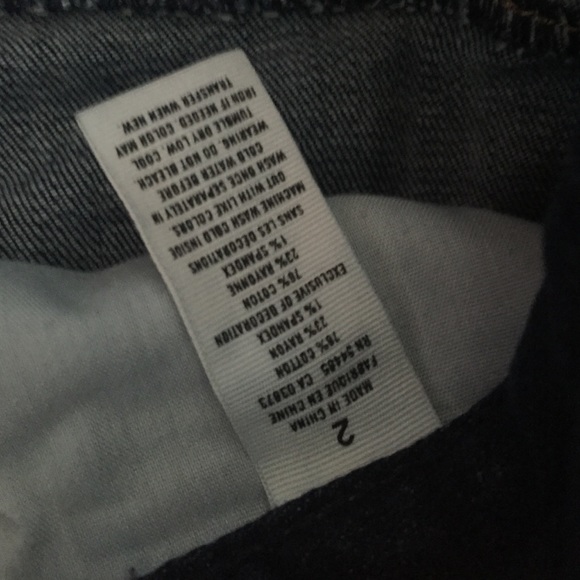 2
MADE IN CHINA
FABRIQUE EN CHINE
RN 54485 CA 03873
76% COTTON
23% RAYON
1% SPANDEX
EXCLUSIVE OF DECORATION
76% COTON
23% RAYONNE
1% SPANDEX
SANS LES DECORATIONS
MACHINE WASH COLD INSIDE
OUT WITH LIKE COLORS.
WASH ONCE SEPARATELY IN
COLD WATER BEFORE
WEARING. DO NOT BLEACH.
TUMBLE DRY LOW. COOL
IRON IF NEEDED. COLOR MAY
TRANSFER WHEN NEW.